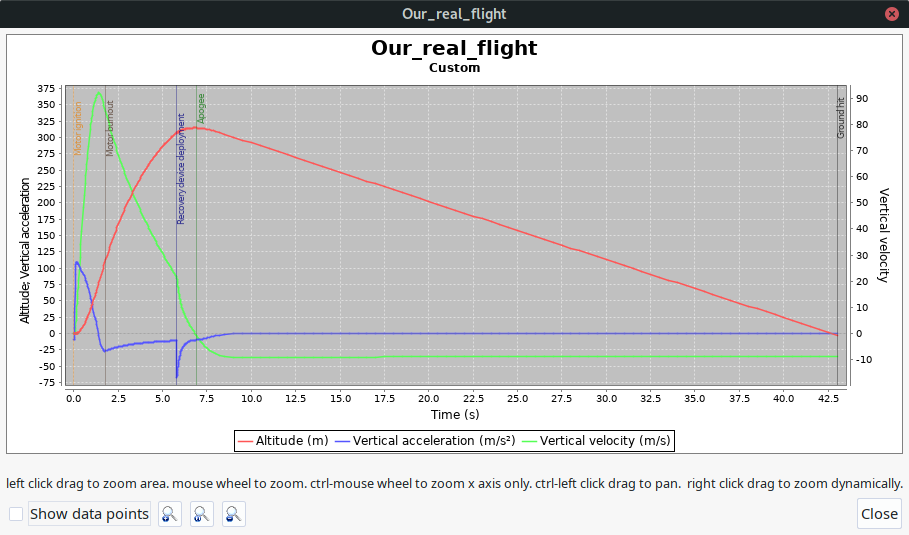 Our_real_flight
Our_real_flight
Custom
Altitude; Vertical acceleration
375
350
325
300
275
250
225
200
175
150
125
100
75
50
25
0
-25
-50
-75
Motor ignition
Motor burnout
Recovery device deployment
Apogee
Ground hit
90
80
70
60
50
40
30
20
10
0
-10
Vertical velocity
0.0 2.5 5.0 7.5 10.0 12.5 15.0 17.5 20.0 22.5 25.0 27.5 30.0 32.5 35.0 37.5 40.0 42.5
Time (s)
Altitude (m) Vertical acceleration (m/s²) Vertical velocity (m/s)
left click drag to zoom area. mouse wheel to zoom. ctrl-mouse wheel to zoom x axis only. ctrl-left click drag to pan. right click drag to zoom dynamically.
Show data points
Close